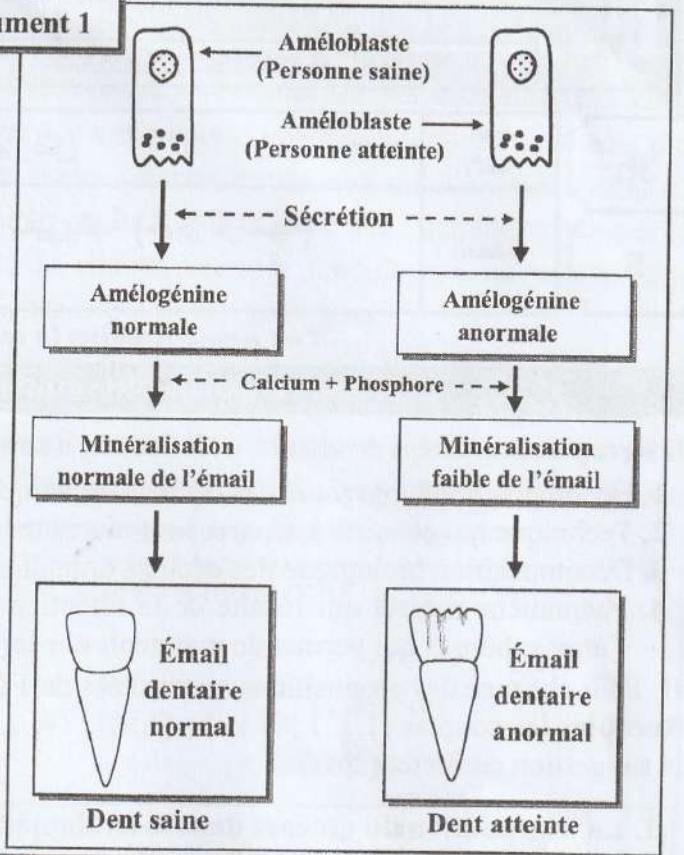 ument 1
Améloblaste
(Personne saine)
Améloblaste
(Personne atteinte)
Sécrétion
Amélogénine
normale
Amélogénine
anormale
Calcium + Phosphore
Minéralisation
normale de l'émail
Minéralisation
faible de l'émail
Émail
dentaire
normal
Émail
dentaire
anormal
Dent saine
Dent atteinte